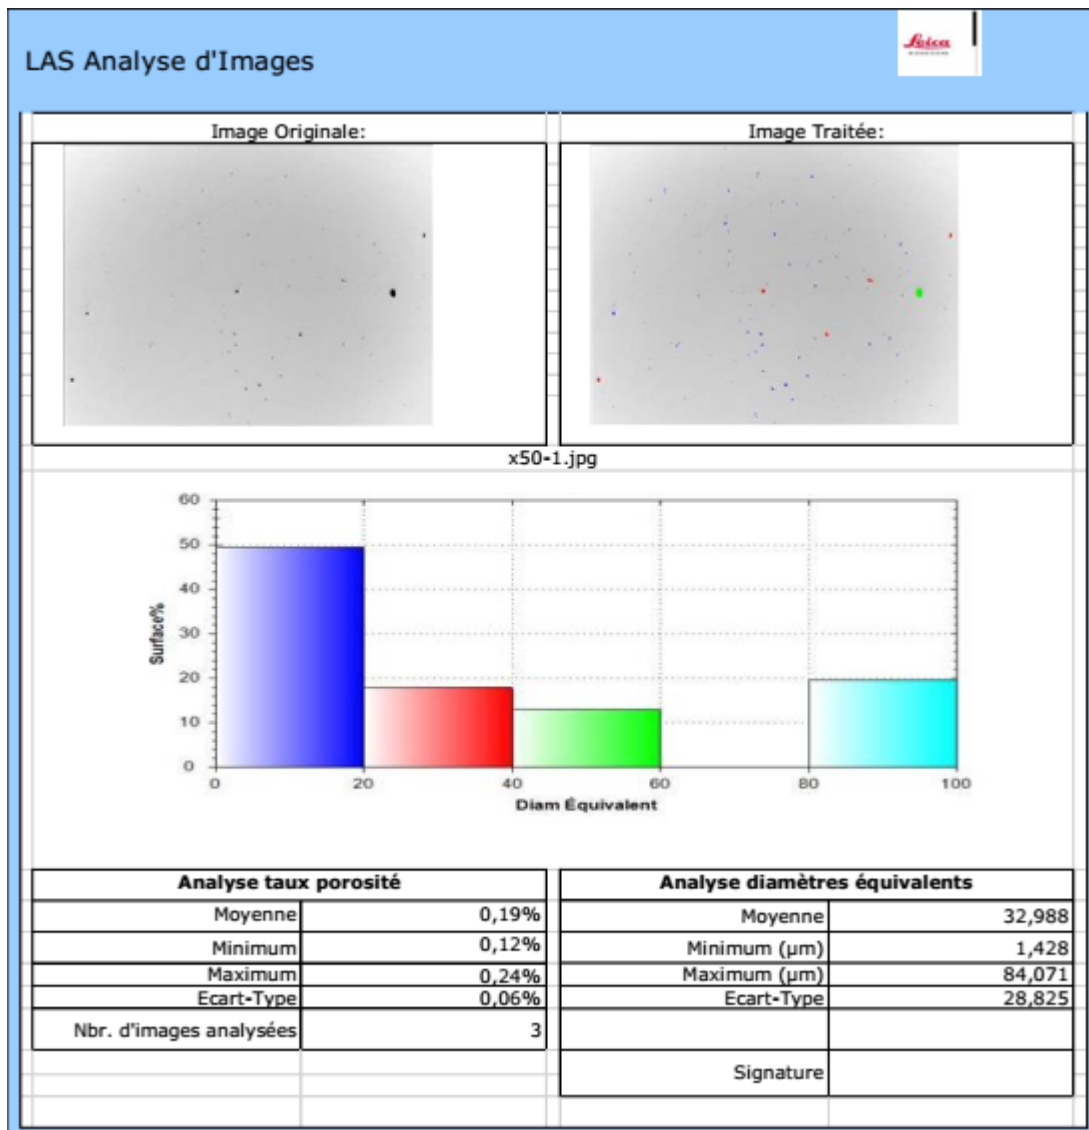 Leica
LAS Analyse d'Images
Image Originale:
Image Traitée:
x50-1.jpg
60
50
40
30
20
10
0
Surface%
0 20 40 60 80 100
Diam Équivalent
Analyse taux porosité
Moyenne 0,19%
Minimum 0,12%
Maximum 0,24%
Ecart-Type 0,06%
Nbr. d'images analysées 3
Analyse diamètres équivalents
Moyenne 32,988
Minimum (µm) 1,428
Maximum (µm) 84,071
Ecart-Type 28,825
Signature